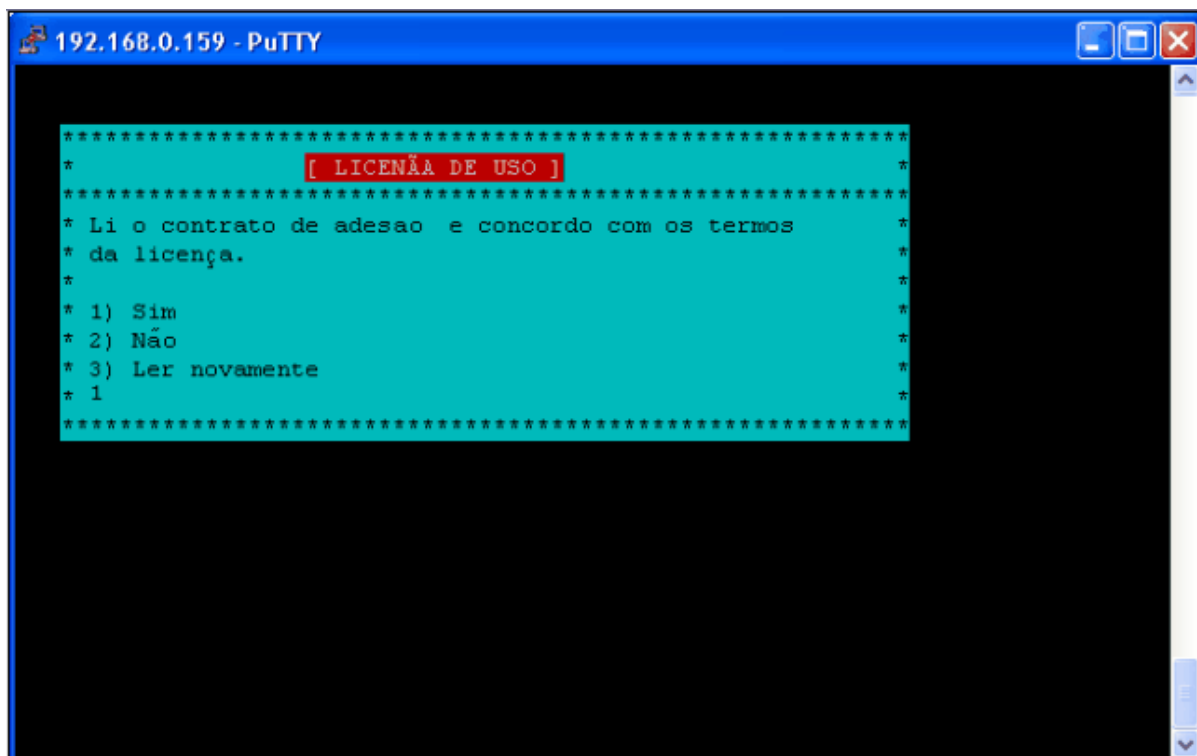 192.168.0.159 - PuTTY
***********************************************************
* [ LICENÃA DE USO ] *
***********************************************************
* Li o contrato de adesao  e concordo com os termos *
* da licença. *
* *
* 1) Sim *
* 2) Não *
* 3) Ler novamente *
* 1 *
***********************************************************